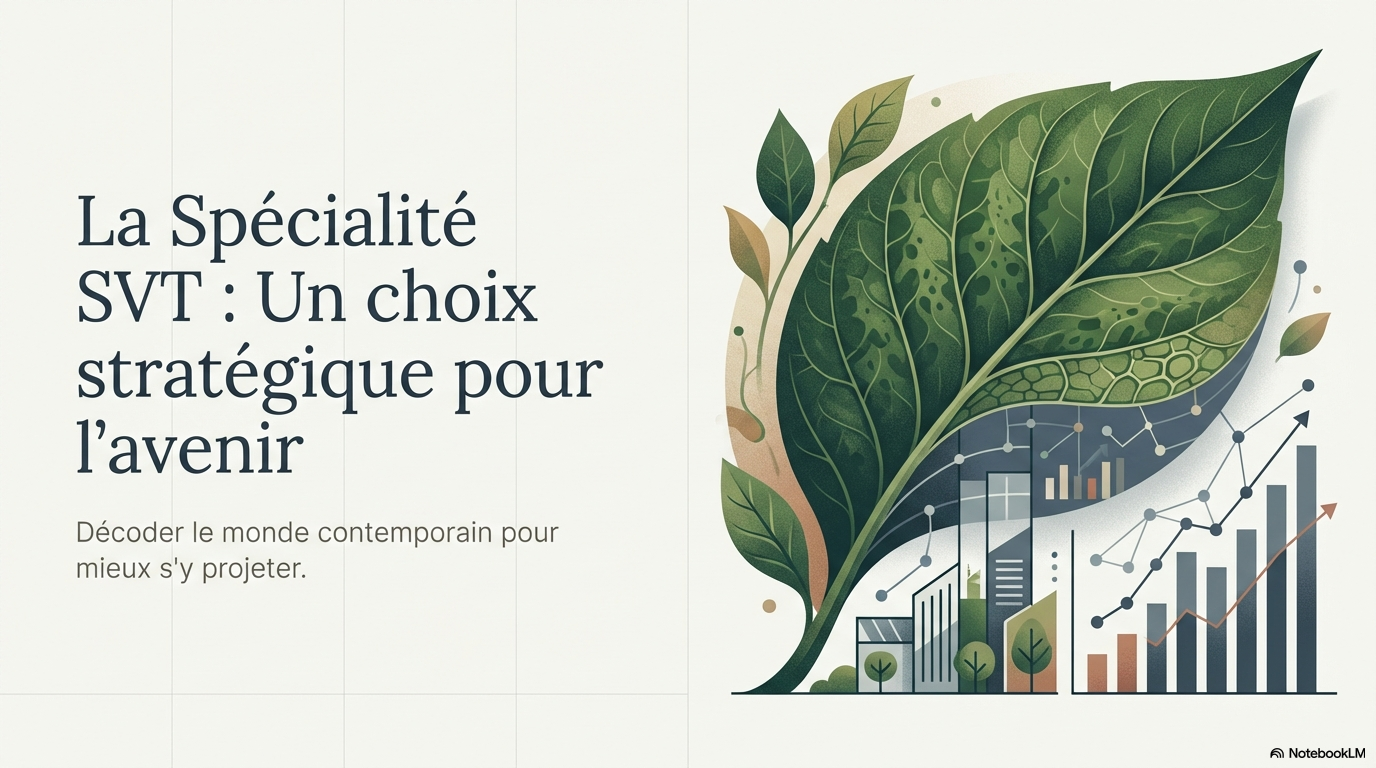 La Spécialité
SVT : Un choix
stratégique pour
l’avenir
Décoder le monde contemporain pour
mieux s'y projeter.
NotebookLM